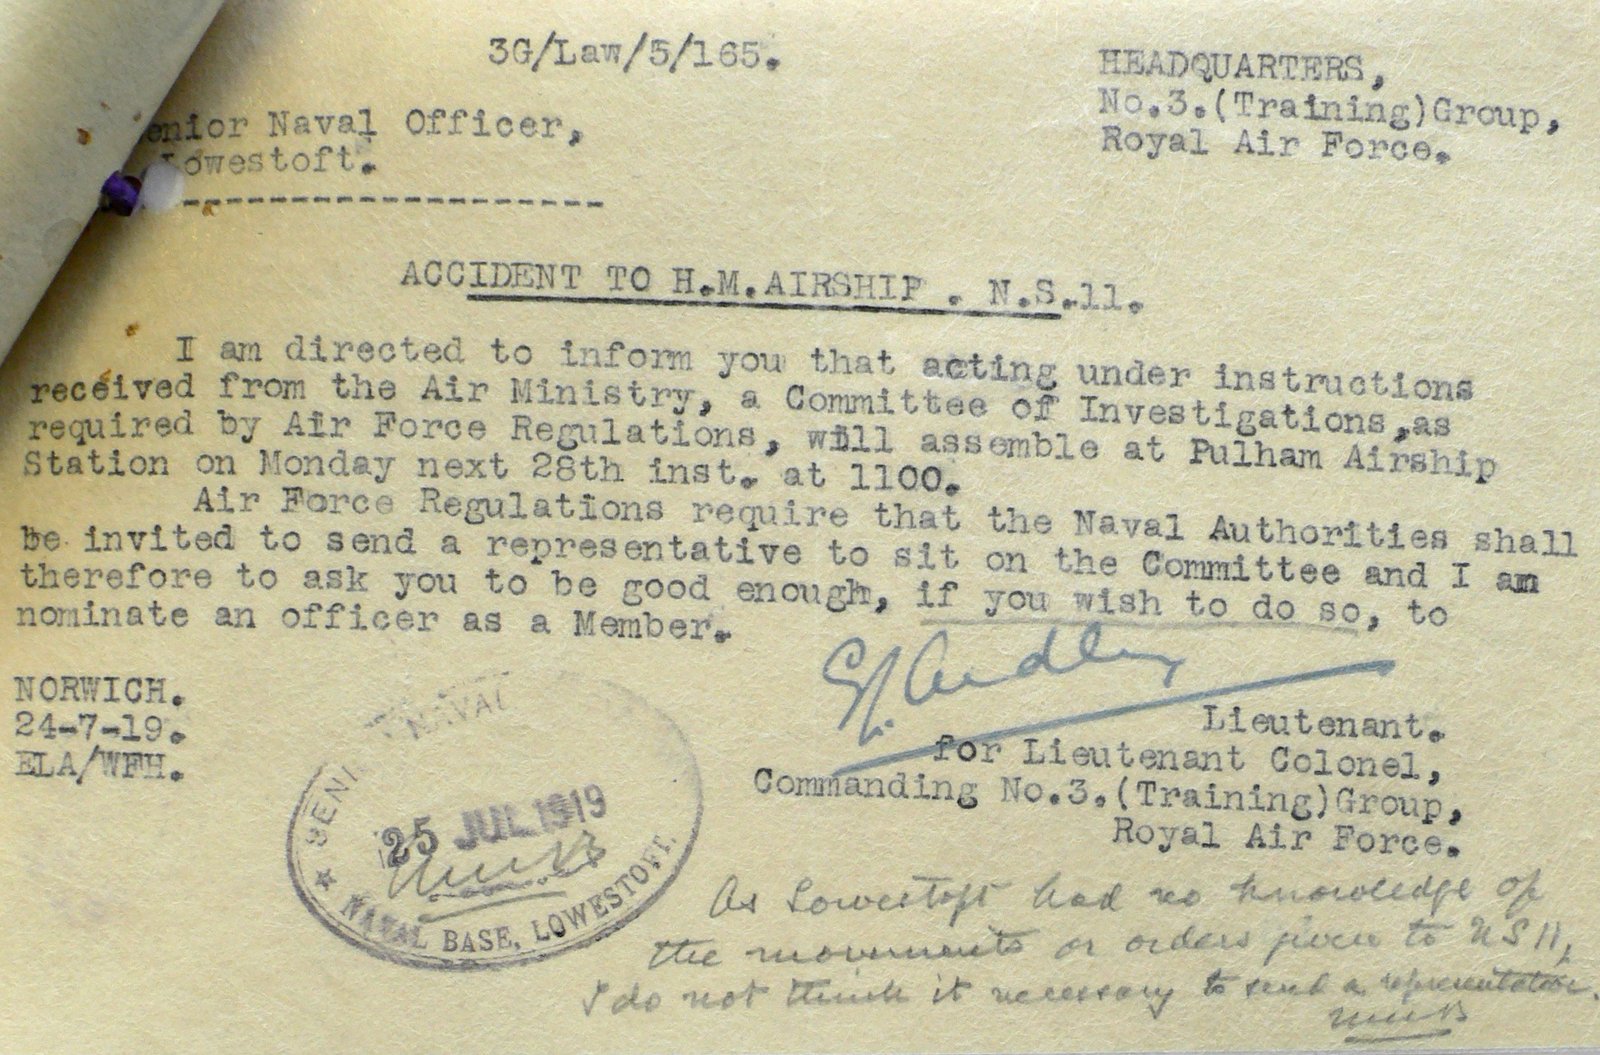 3G/Law/5/165.
HEADQUARTERS,
No.3.(Training)Group,
Royal Air Force.
enior Naval Officer,
Lowestoft.
ACCIDENT TO H.M.AIRSHIP . N.S.11.
I am directed to inform you that acting under instructions
received from the Air Ministry, a Committee of Investigations,as
required by Air Force Regulations, will assemble at Pulham Airship
Station on Monday next 28th inst. at 1100.
Air Force Regulations require that the Naval Authorities shall
be invited to send a representative to sit on the Committee and I am
therefore to ask you to be good enough, if you wish to do so, to
nominate an officer as a Member.
NORWICH.
24-7-19.
ELA/WFH.
Lieutenant.
for Lieutenant Colonel,
Commanding No.3.(Training)Group,
Royal Air Force.
SENI NAVAL
25 JUL 1919
★ NAVAL BASE, LOWESTOFT.
As Lowestoft had no knowledge of
the movements or orders given to NS 11,
I do not think it necessary to send a representative.